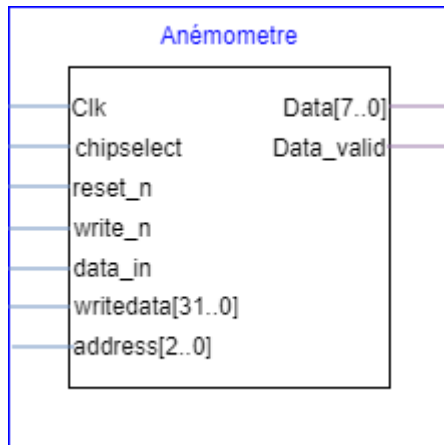 Anémometre
Clk Data[7..0]
chipselect Data_valid
reset_n
write_n
data_in
writedata[31..0]
address[2..0]